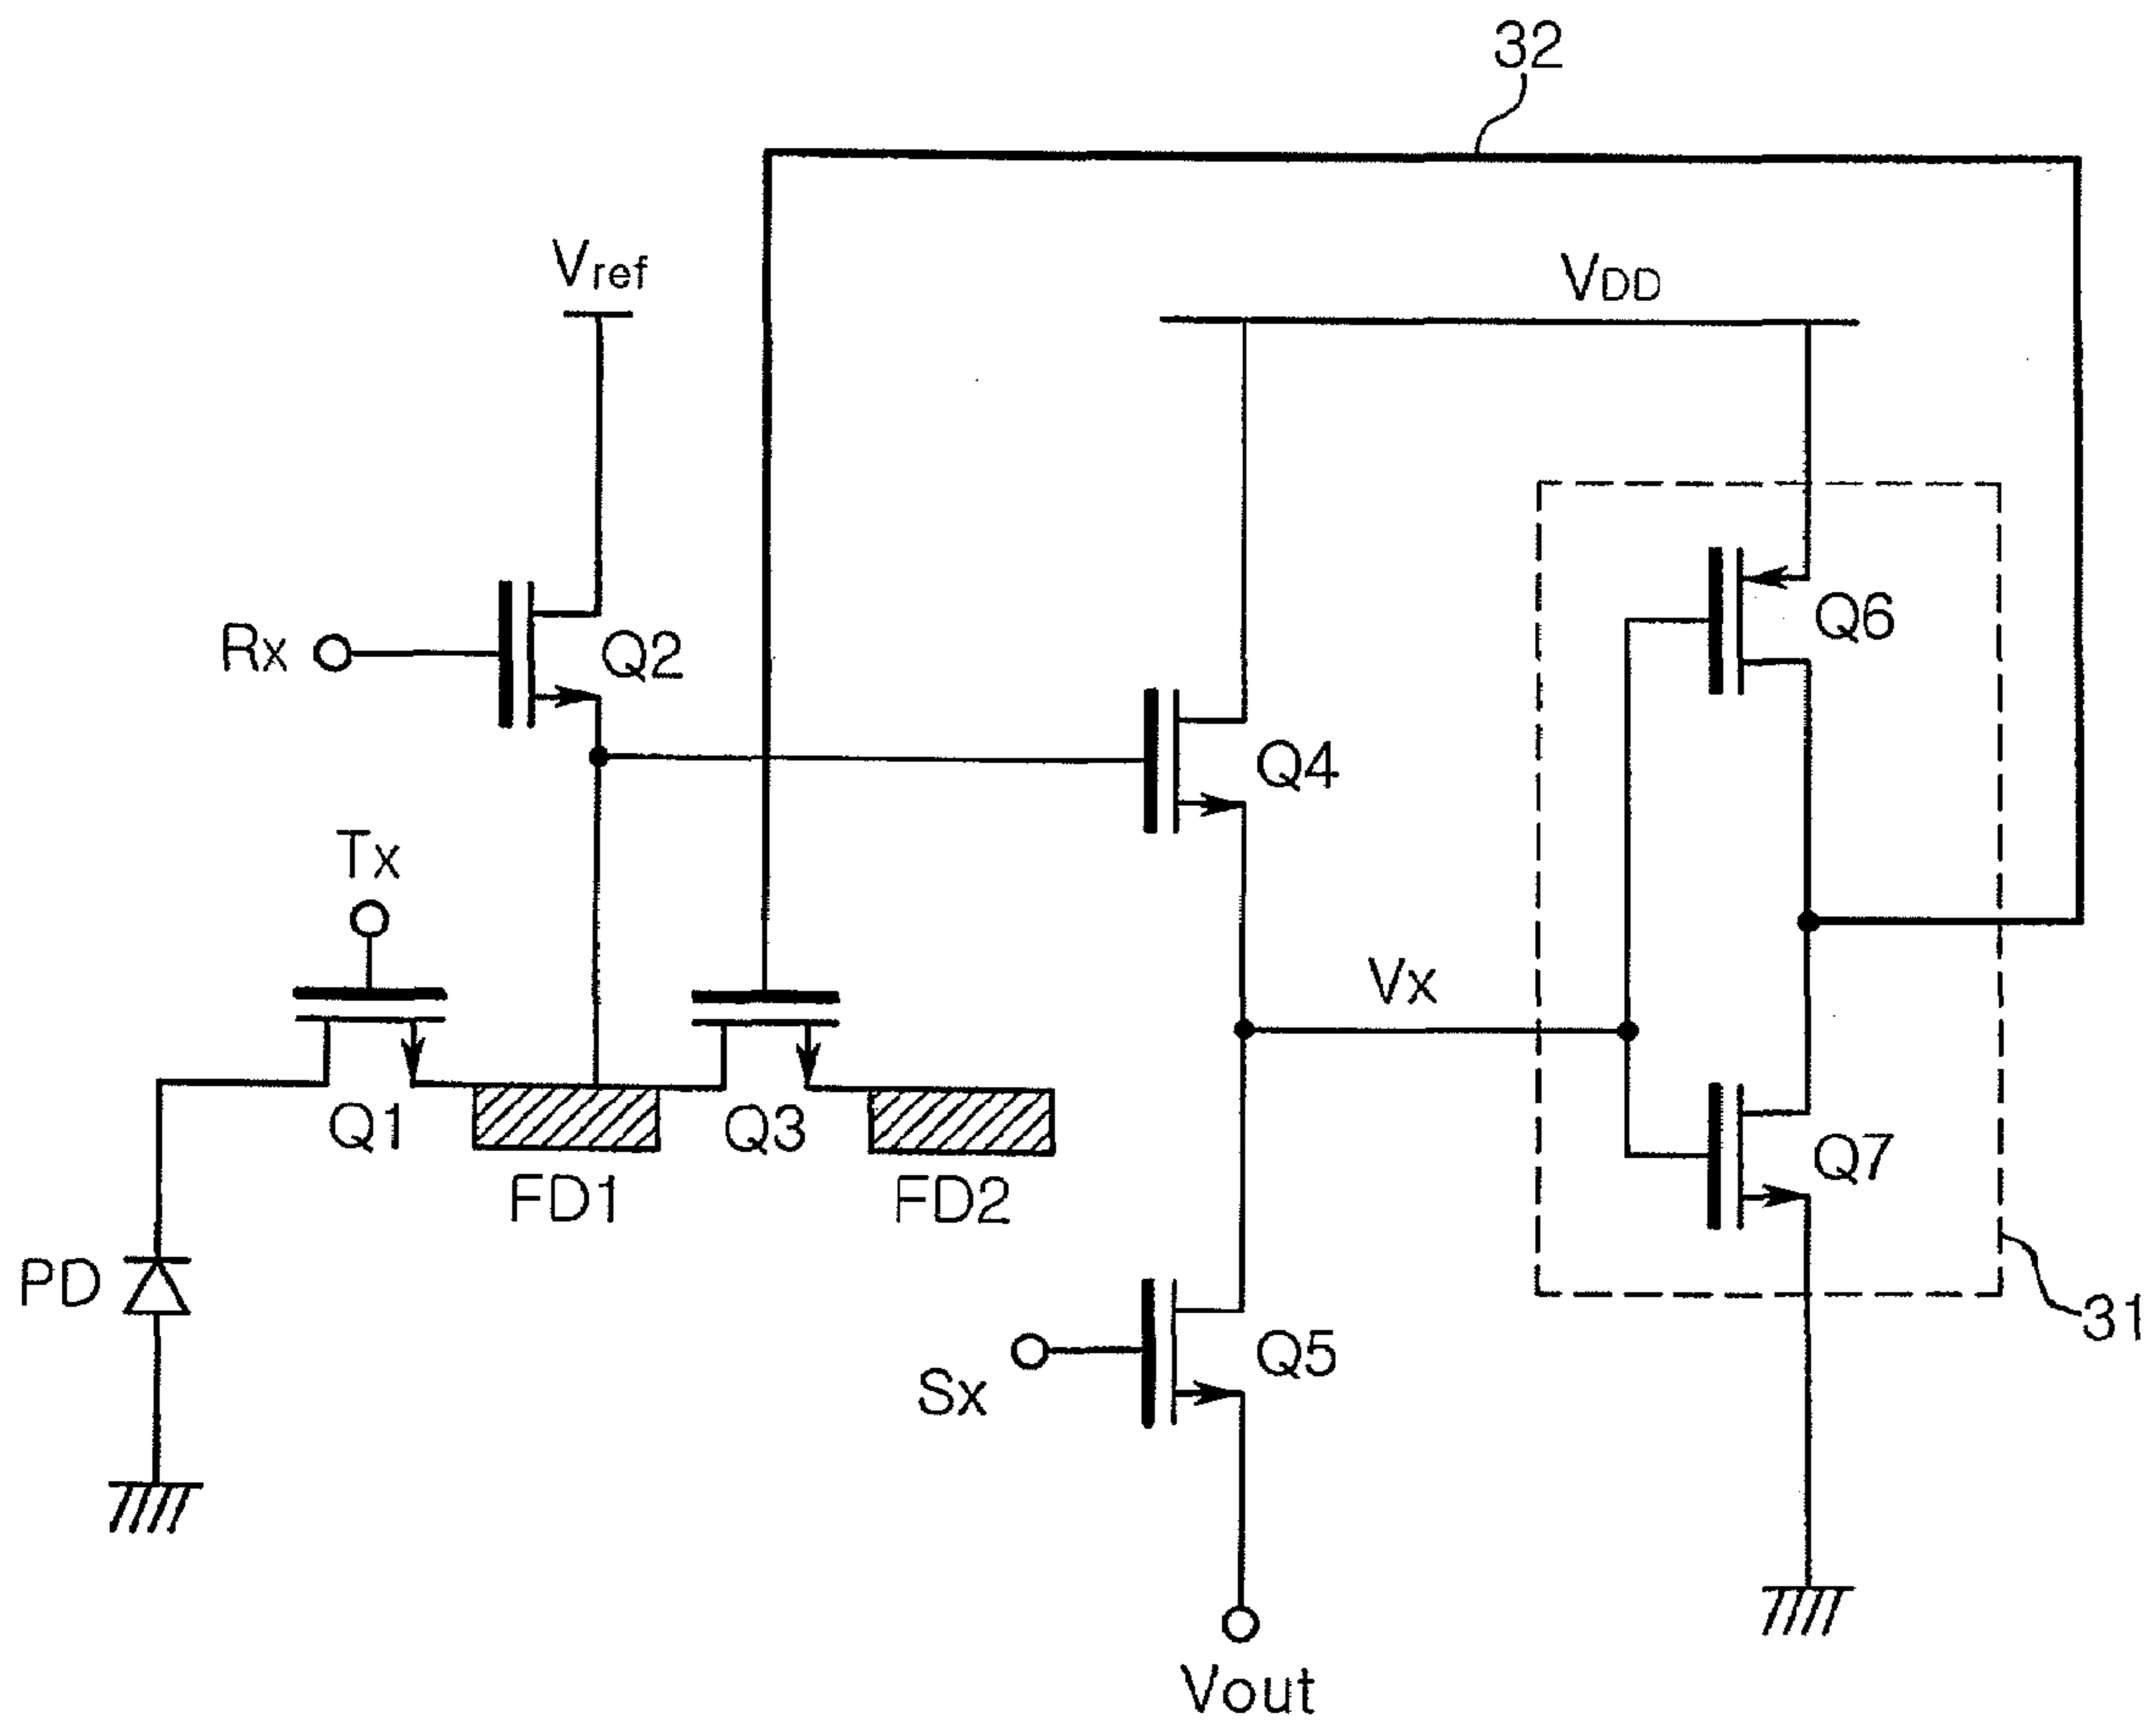 32
Vref
VDD
Rx
Q2
Q6
Q4
Tx
Vx
Q1
Q3
Q7
FD1
FD2
PD
31
Sx
Q5
Vout